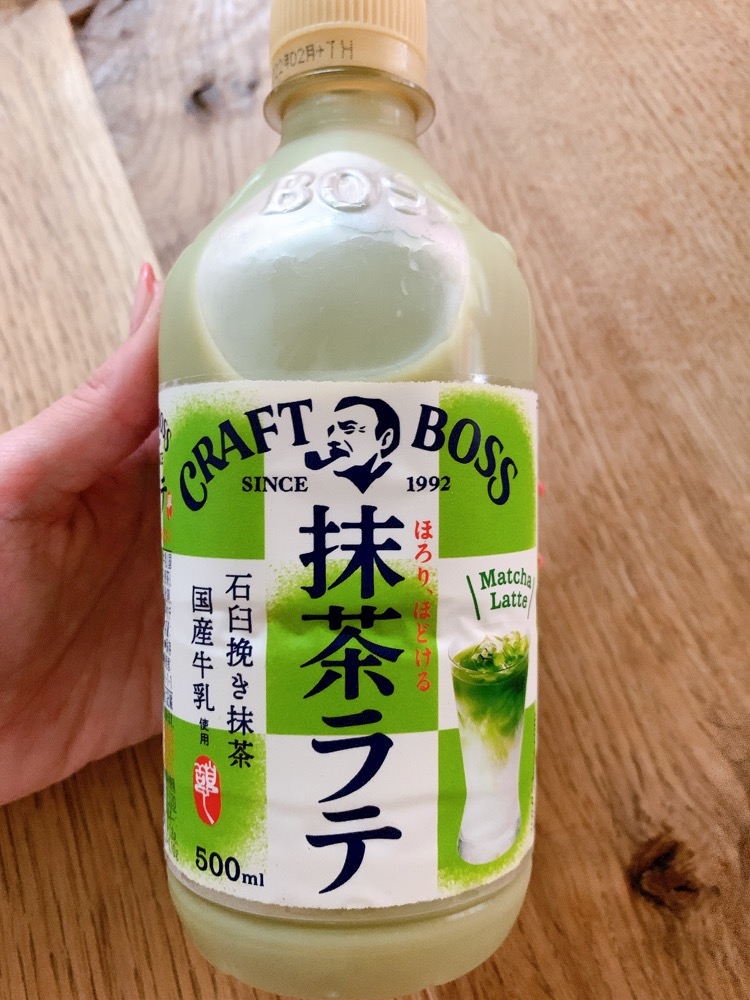 BOSS
CRAFT BOSS
SINCE 1992
抹茶ラテ
ほろり、ほどける
Matcha
Latte
石臼挽き抹茶
国産牛乳使用
500ml